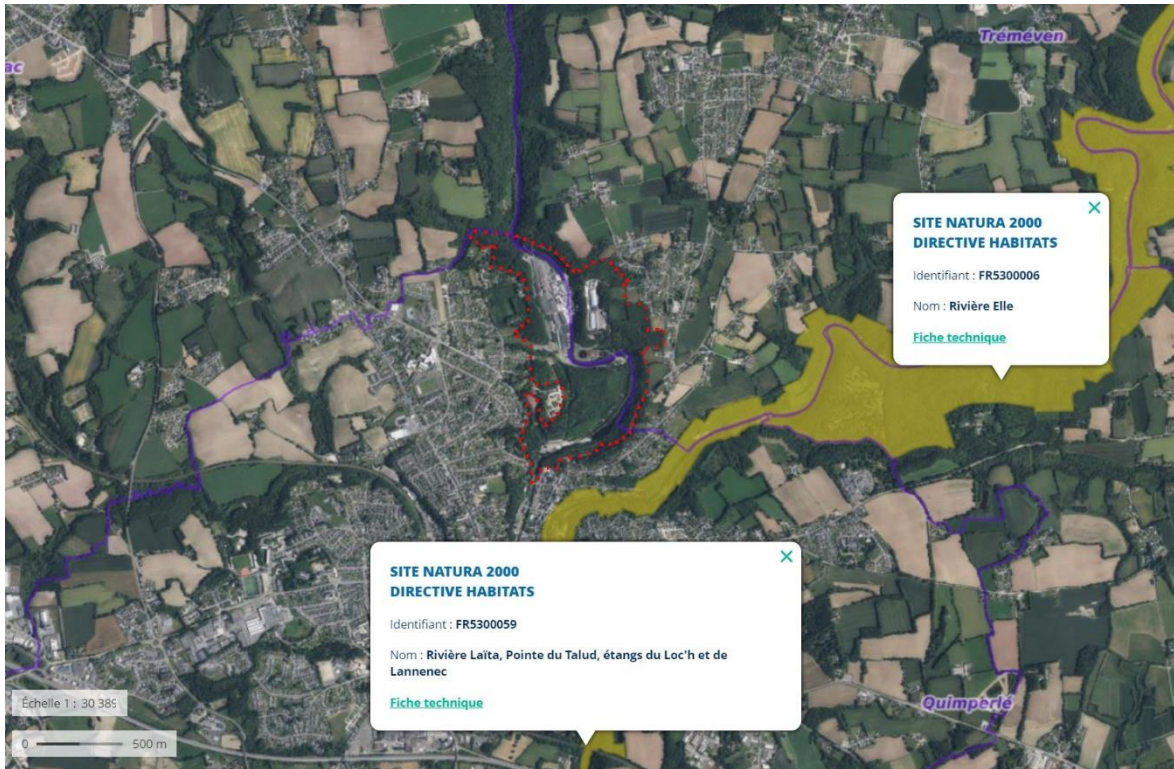 Tréméven
ac
SITE NATURA 2000
DIRECTIVE HABITATS
Identifiant : FR5300006
Nom : Rivière Elle
Fiche technique
SITE NATURA 2000
DIRECTIVE HABITATS
Identifiant : FR5300059
Nom : Rivière Laïta, Pointe du Talud, étangs du Loc'h et de
Lannenec
Fiche technique
Échelle 1 : 30 389
Quimperlé
0 500 m